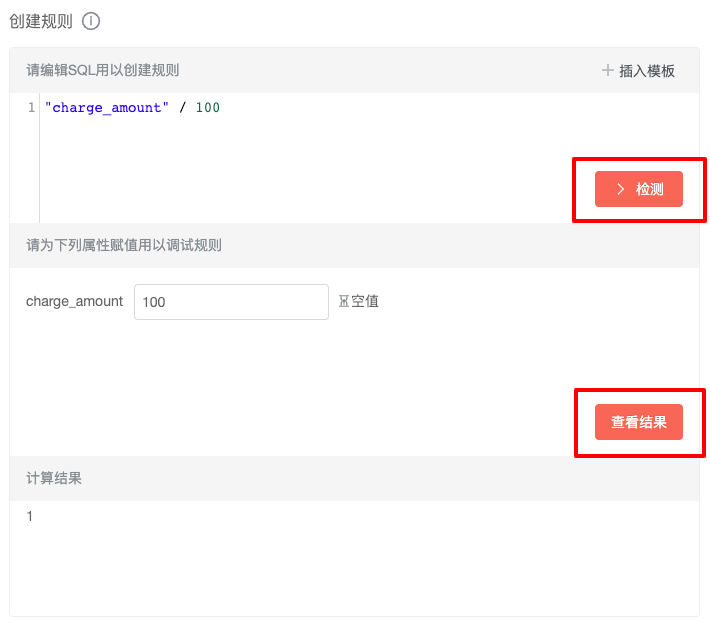 创建规则
请编辑SQL用以创建规则 插入模板
1 "charge_amount" / 100
检测
请为下列属性赋值用以调试规则
charge_amount 100 空值
查看结果
计算结果
1